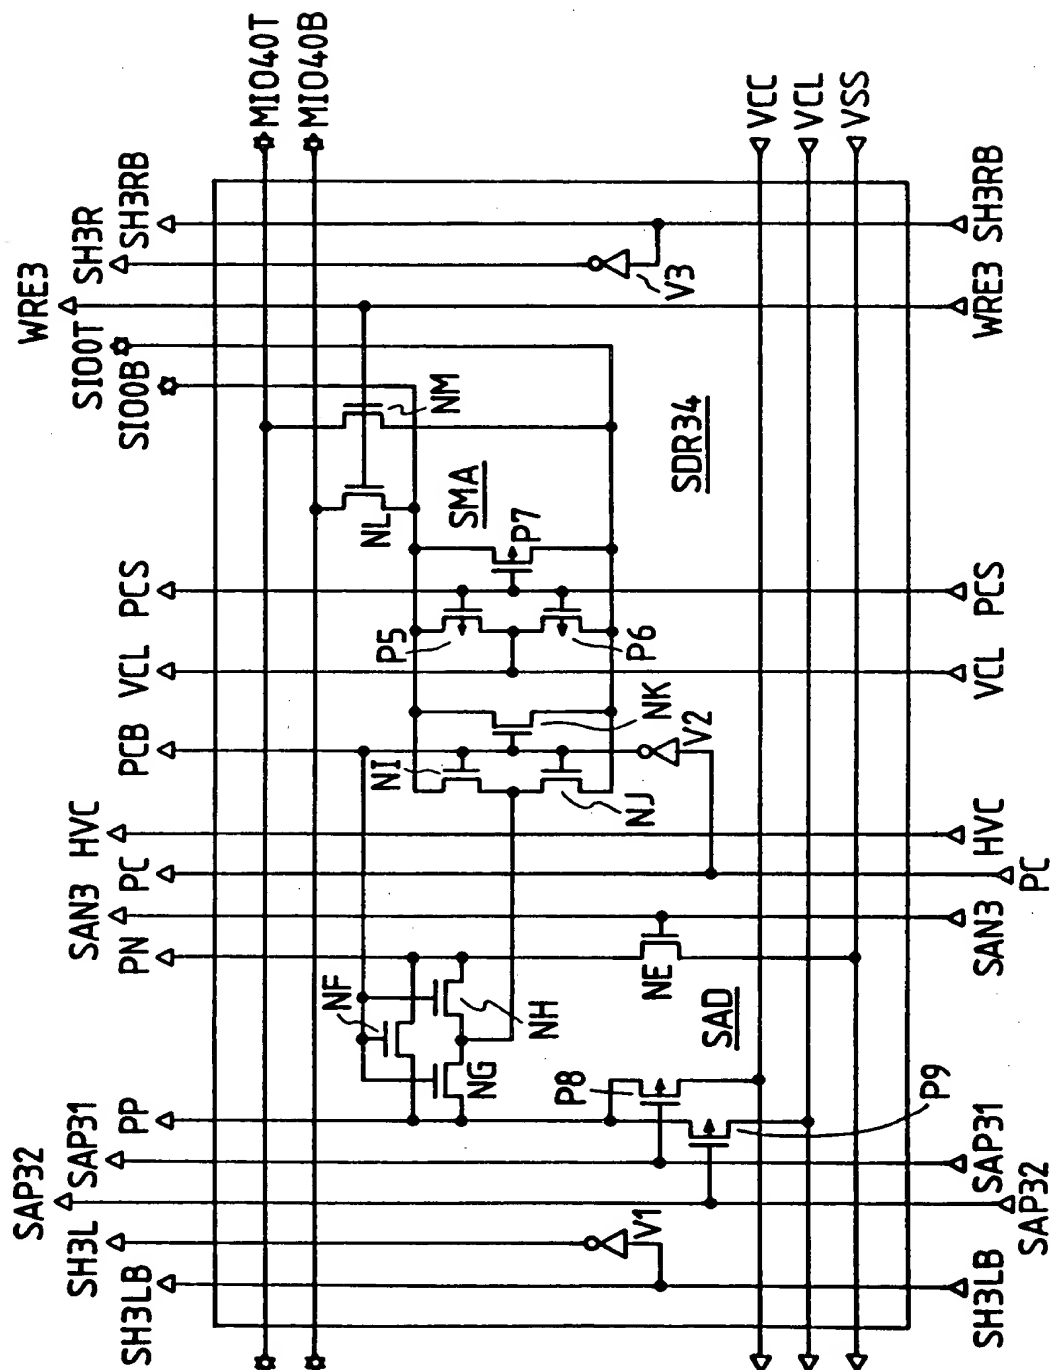 MIO40T
MIO40B
VCC
VCL
VSS
SH3LB
SH3L
SAP32
SAP31
PP
PN
SAN3
PC
HVC
PCB
VCL
PCS
SIO0B
SIO0T
WRE3
SH3R
SH3RB
NF
NG
NH
NI
NJ
NK
P5
P6
P7
SMA
NL
NM
V1
P8
P9
SAD
NE
V2
SDR34
V3
SH3LB
SAP32
SAP31
SAN3
PC
HVC
VCL
PCS
WRE3
SH3RB